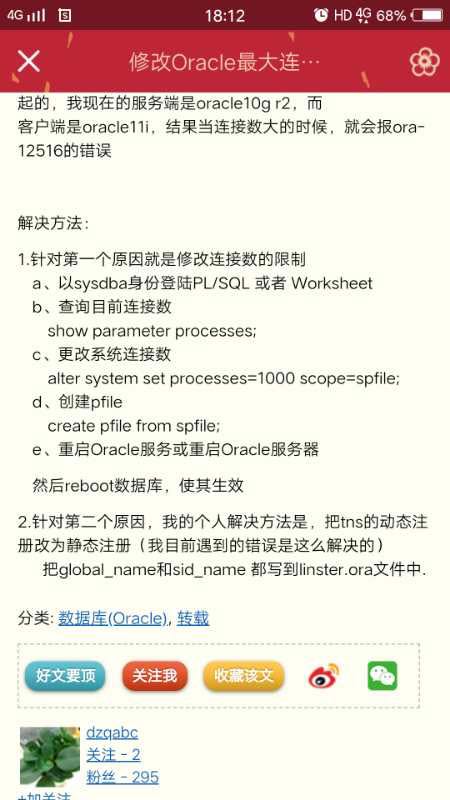 4G 18:12 HD 4G 68%
修改Oracle最大连…
起的，我现在的服务端是oracle10g r2，而
客户端是oracle11i，结果当连接数大的时候，就会报ora-
12516的错误
解决方法：
1.针对第一个原因就是修改连接数的限制
a、以sysdba身份登陆PL/SQL 或者 Worksheet
b、查询目前连接数
show parameter processes;
c、更改系统连接数
alter system set processes=1000 scope=spfile;
d、创建pfile
create pfile from spfile;
e、重启Oracle服务或重启Oracle服务器
然后reboot数据库，使其生效
2.针对第二个原因，我的个人解决方法是，把tns的动态注
册改为静态注册（我目前遇到的错误是这么解决的）
把global_name和sid_name 都写到linster.ora文件中.
分类: 数据库(Oracle), 转载
好文要顶 关注我 收藏该文
dzqabc
关注 - 2
粉丝 - 295
+加关注